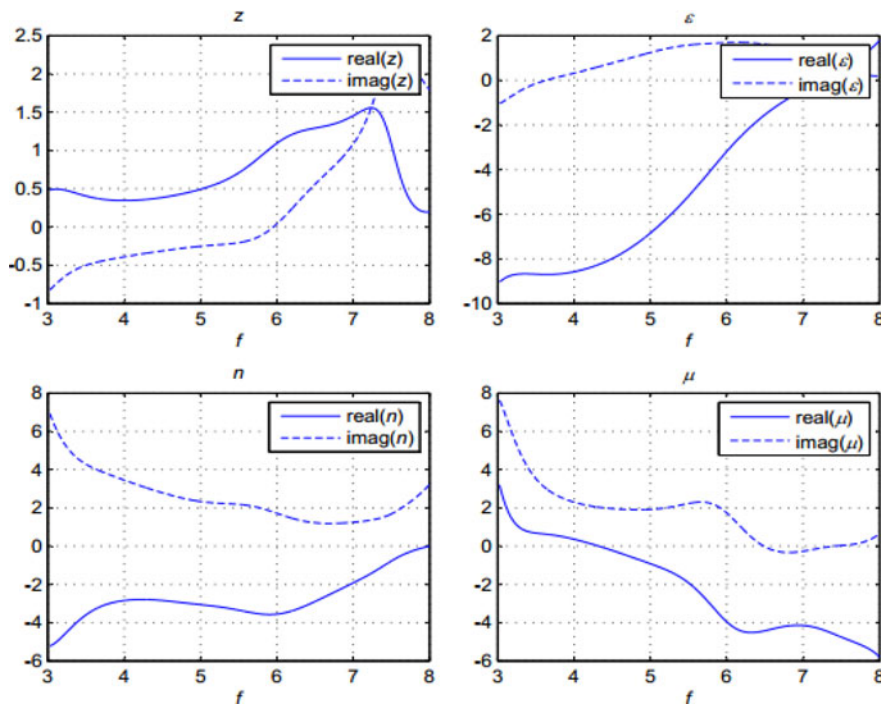 z
2.5
2
1.5
1
0.5
0
-0.5
-1
real(z)
imag(z)
3 4 5 6 7 8
f
ε
2
0
-2
-4
-6
-8
-10
real(ε)
imag(ε)
3 4 5 6 7 8
f
n
8
6
4
2
0
-2
-4
-6
real(n)
imag(n)
3 4 5 6 7 8
f
μ
8
6
4
2
0
-2
-4
-6
real(μ)
imag(μ)
3 4 5 6 7 8
f